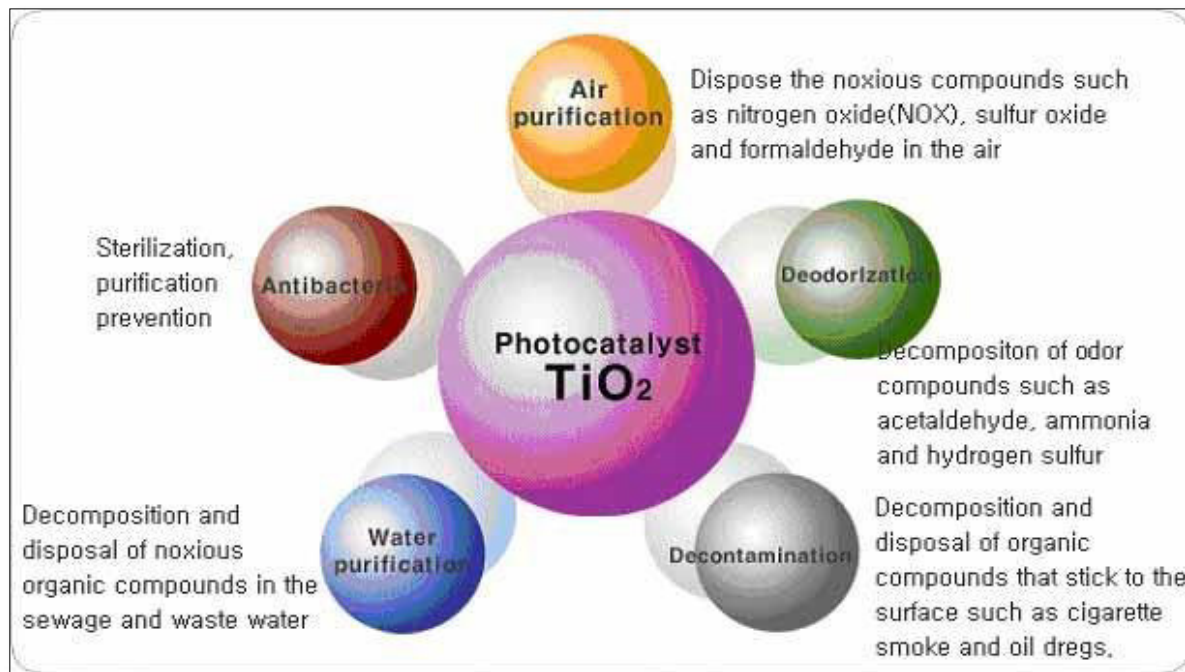 Air
purification
Dispose the noxious compounds such
as nitrogen oxide(NOX), sulfur oxide
and formaldehyde in the air
Sterilization,
purification
prevention
Antibacteria
Deodorization
Decompositon of odor
compounds such as
acetaldehyde, ammonia
and hydrogen sulfur
Photocatalyst
TiO2
Decomposition and
disposal of noxious
organic compounds in the
sewage and waste water
Water
purification
Decontamination
Decomposition and
disposal of organic
compounds that stick to the
surface such as cigarette
smoke and oil dregs.